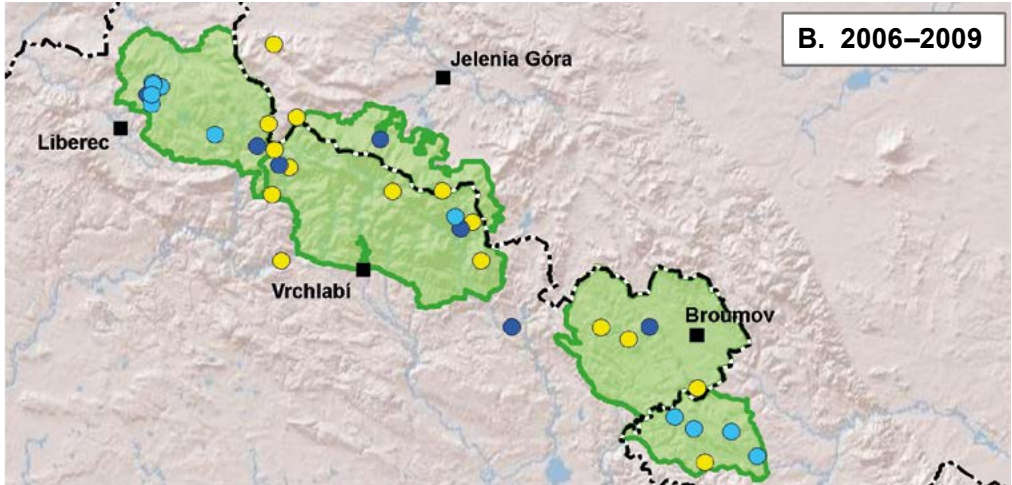 B. 2006–2009
Jelenia Góra
Liberec
Vrchlabí
Broumov